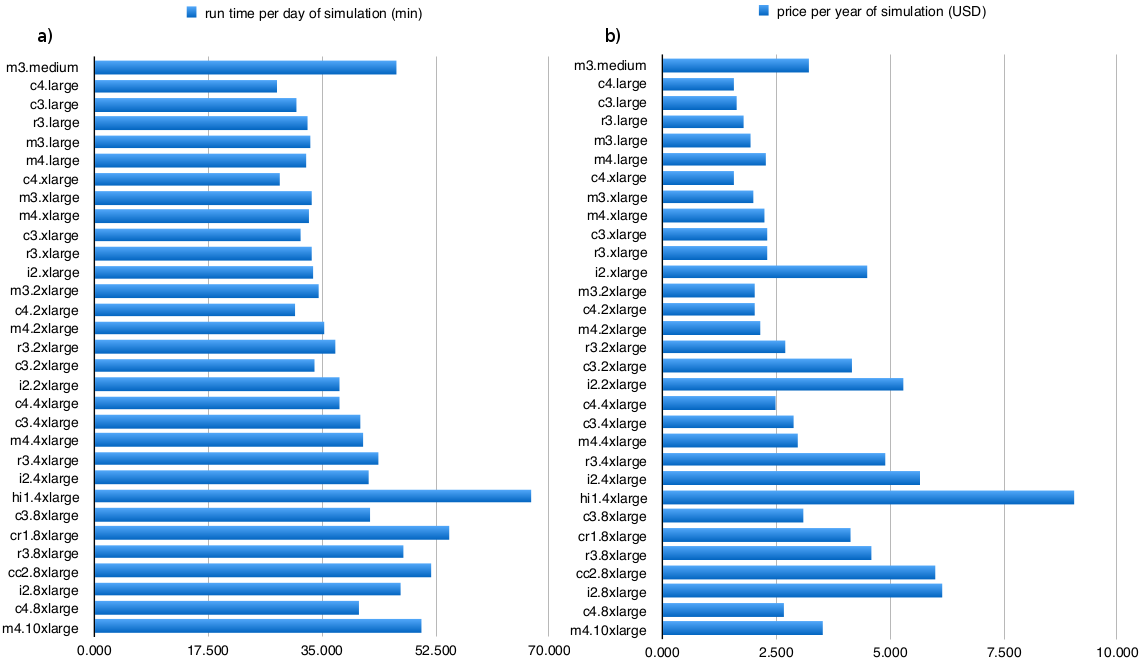 run time per day of simulation (min)
a)
m3.medium
c4.large
c3.large
r3.large
m3.large
m4.large
c4.xlarge
m3.xlarge
m4.xlarge
c3.xlarge
r3.xlarge
i2.xlarge
m3.2xlarge
c4.2xlarge
m4.2xlarge
r3.2xlarge
c3.2xlarge
i2.2xlarge
c4.4xlarge
c3.4xlarge
m4.4xlarge
r3.4xlarge
i2.4xlarge
hi1.4xlarge
c3.8xlarge
cr1.8xlarge
r3.8xlarge
cc2.8xlarge
i2.8xlarge
c4.8xlarge
m4.10xlarge
0.000 17.500 35.000 52.500 70.000
price per year of simulation (USD)
b)
m3.medium
c4.large
c3.large
r3.large
m3.large
m4.large
c4.xlarge
m3.xlarge
m4.xlarge
c3.xlarge
r3.xlarge
i2.xlarge
m3.2xlarge
c4.2xlarge
m4.2xlarge
r3.2xlarge
c3.2xlarge
i2.2xlarge
c4.4xlarge
c3.4xlarge
m4.4xlarge
r3.4xlarge
i2.4xlarge
hi1.4xlarge
c3.8xlarge
cr1.8xlarge
r3.8xlarge
cc2.8xlarge
i2.8xlarge
c4.8xlarge
m4.10xlarge
0.000 2.500 5.000 7.500 10.000